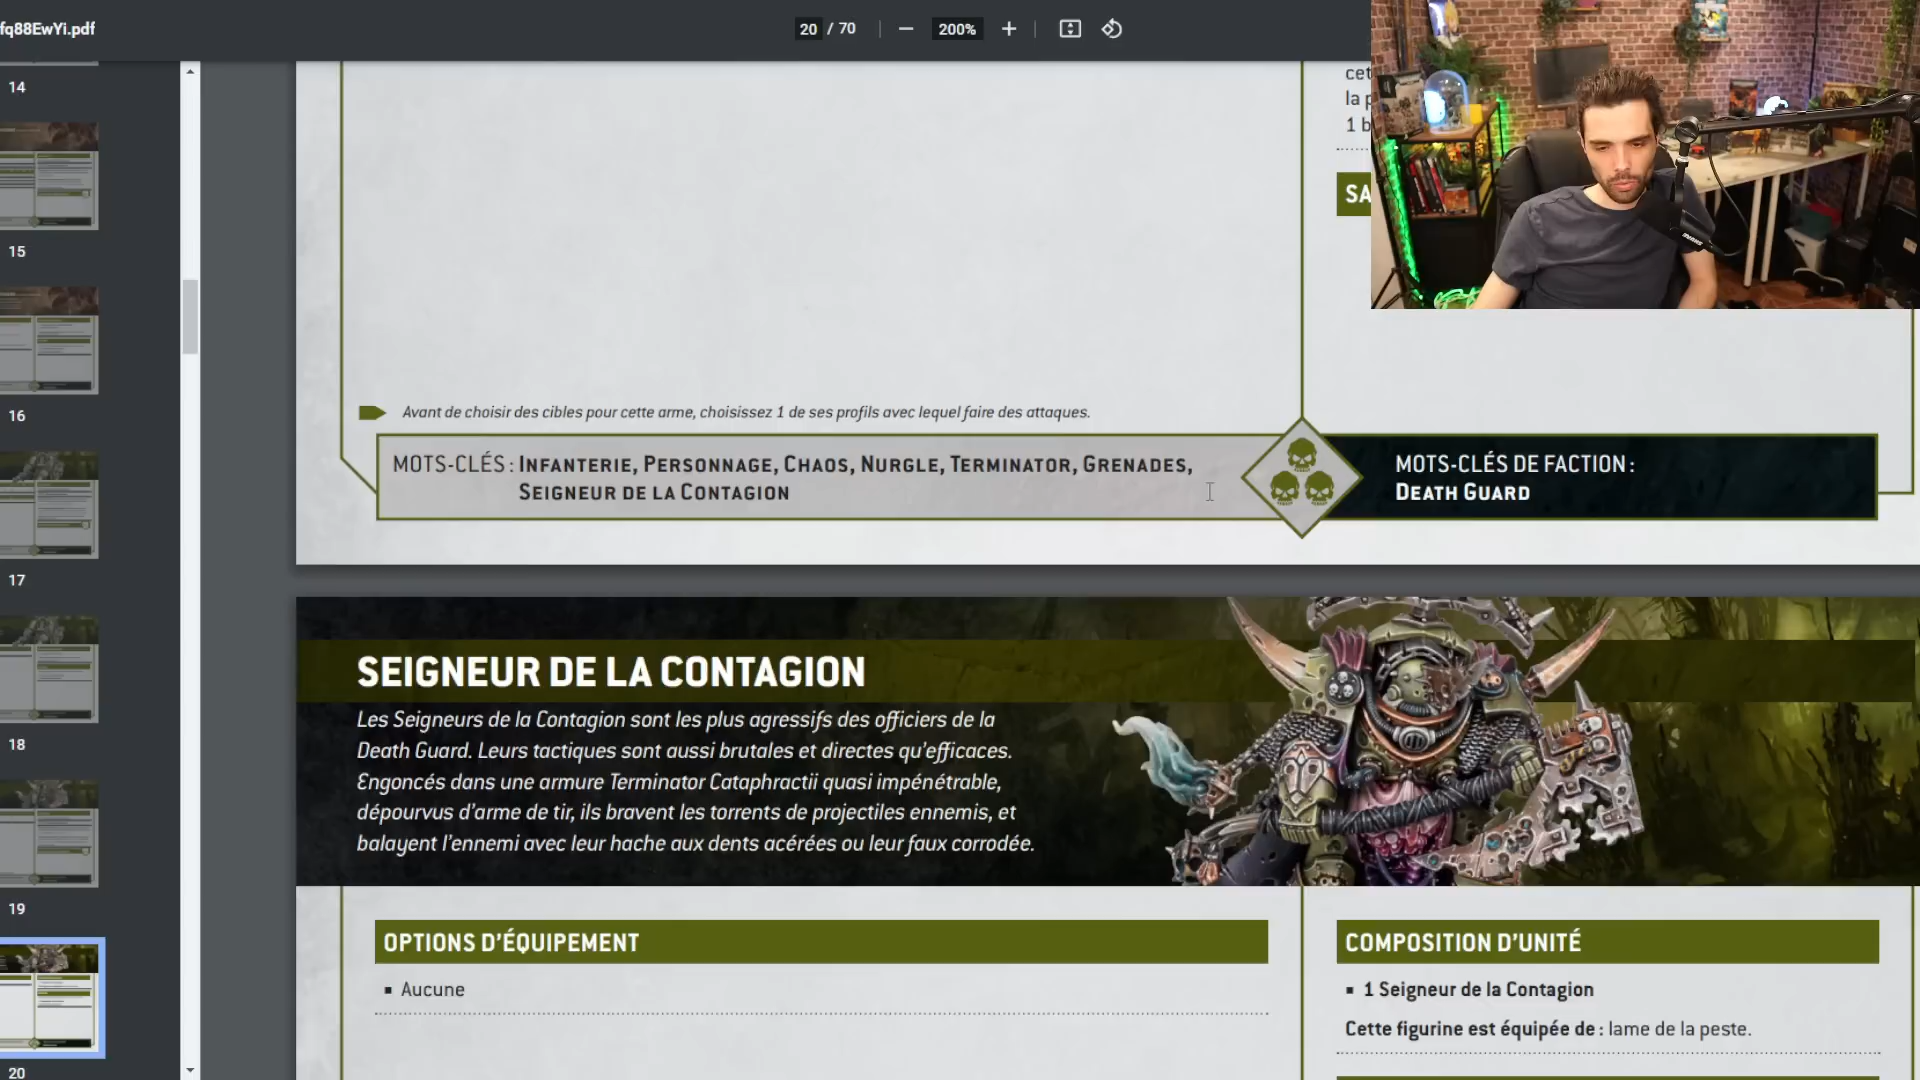 fq88EwYi.pdf
20 / 70
200%
14
15
16
17
18
19
20
cet
la p
1 b
SA
Avant de choisir des cibles pour cette arme, choisissez 1 de ses profils avec lequel faire des attaques.
MOTS-CLÉS : INFANTERIE, PERSONNAGE, CHAOS, NURGLE, TERMINATOR, GRENADES,
SEIGNEUR DE LA CONTAGION
MOTS-CLÉS DE FACTION :
DEATH GUARD
SEIGNEUR DE LA CONTAGION
Les Seigneurs de la Contagion sont les plus agressifs des officiers de la
Death Guard. Leurs tactiques sont aussi brutales et directes qu'efficaces.
Engoncés dans une armure Terminator Cataphractii quasi impénétrable,
dépourvus d'arme de tir, ils bravent les torrents de projectiles ennemis, et
balayent l'ennemi avec leur hache aux dents acérées ou leur faux corrodée.
OPTIONS D'ÉQUIPEMENT
▪ Aucune
COMPOSITION D'UNITÉ
▪ 1 Seigneur de la Contagion
Cette figurine est équipée de : lame de la peste.